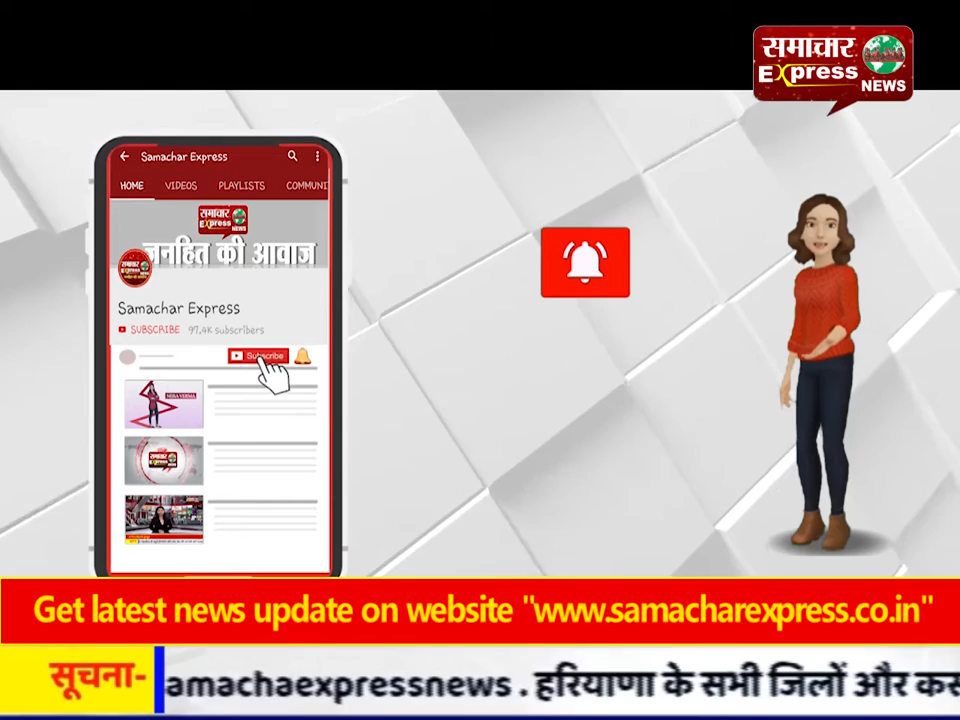 समाचार
Express
NEWS
Samachar Express
HOME VIDEOS PLAYLISTS COMMUNI
समाचार
Express
NEWS
जनहित की आवाज
Samachar Express
SUBSCRIBE 97.4K subscribers
Subscribe
Get latest news update on website "www.samacharexpress.co.in"
सूचना- amachaexpressnews . हरियाणा के सभी जिलों और कस